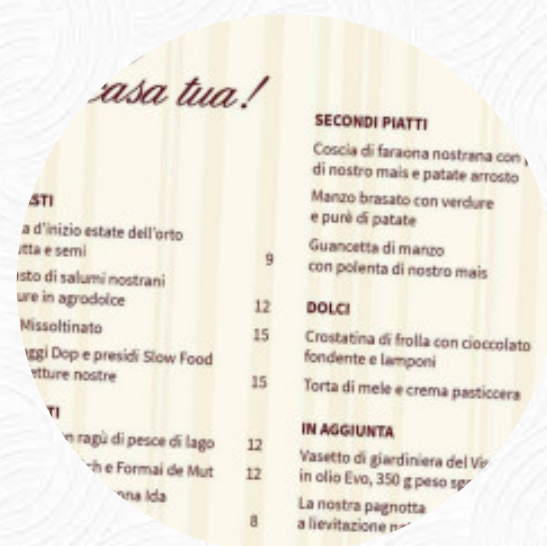 casa tua!
d'inizio estate dell'orto
e semi
9
di salumi nostrani
in agrodolce
12
Missoltinato
15
Dop e presidi Slow Food
nostre
15
ragù di pesce di lago
12
e Formai de Mut
12
Ida
8
SECONDI PIATTI
Coscia di faraona nostrana con
di nostro mais e patate arrosto
Manzo brasato con verdure
e purè di patate
Guancetta di manzo
con polenta di nostro mais
DOLCI
Crostatina di frolla con cioccolato
fondente e lamponi
Torta di mele e crema pasticcera
IN AGGIUNTA
Vasetto di giardiniera del
in olio Evo, 350 g peso
La nostra pagnotta
a lievitazione